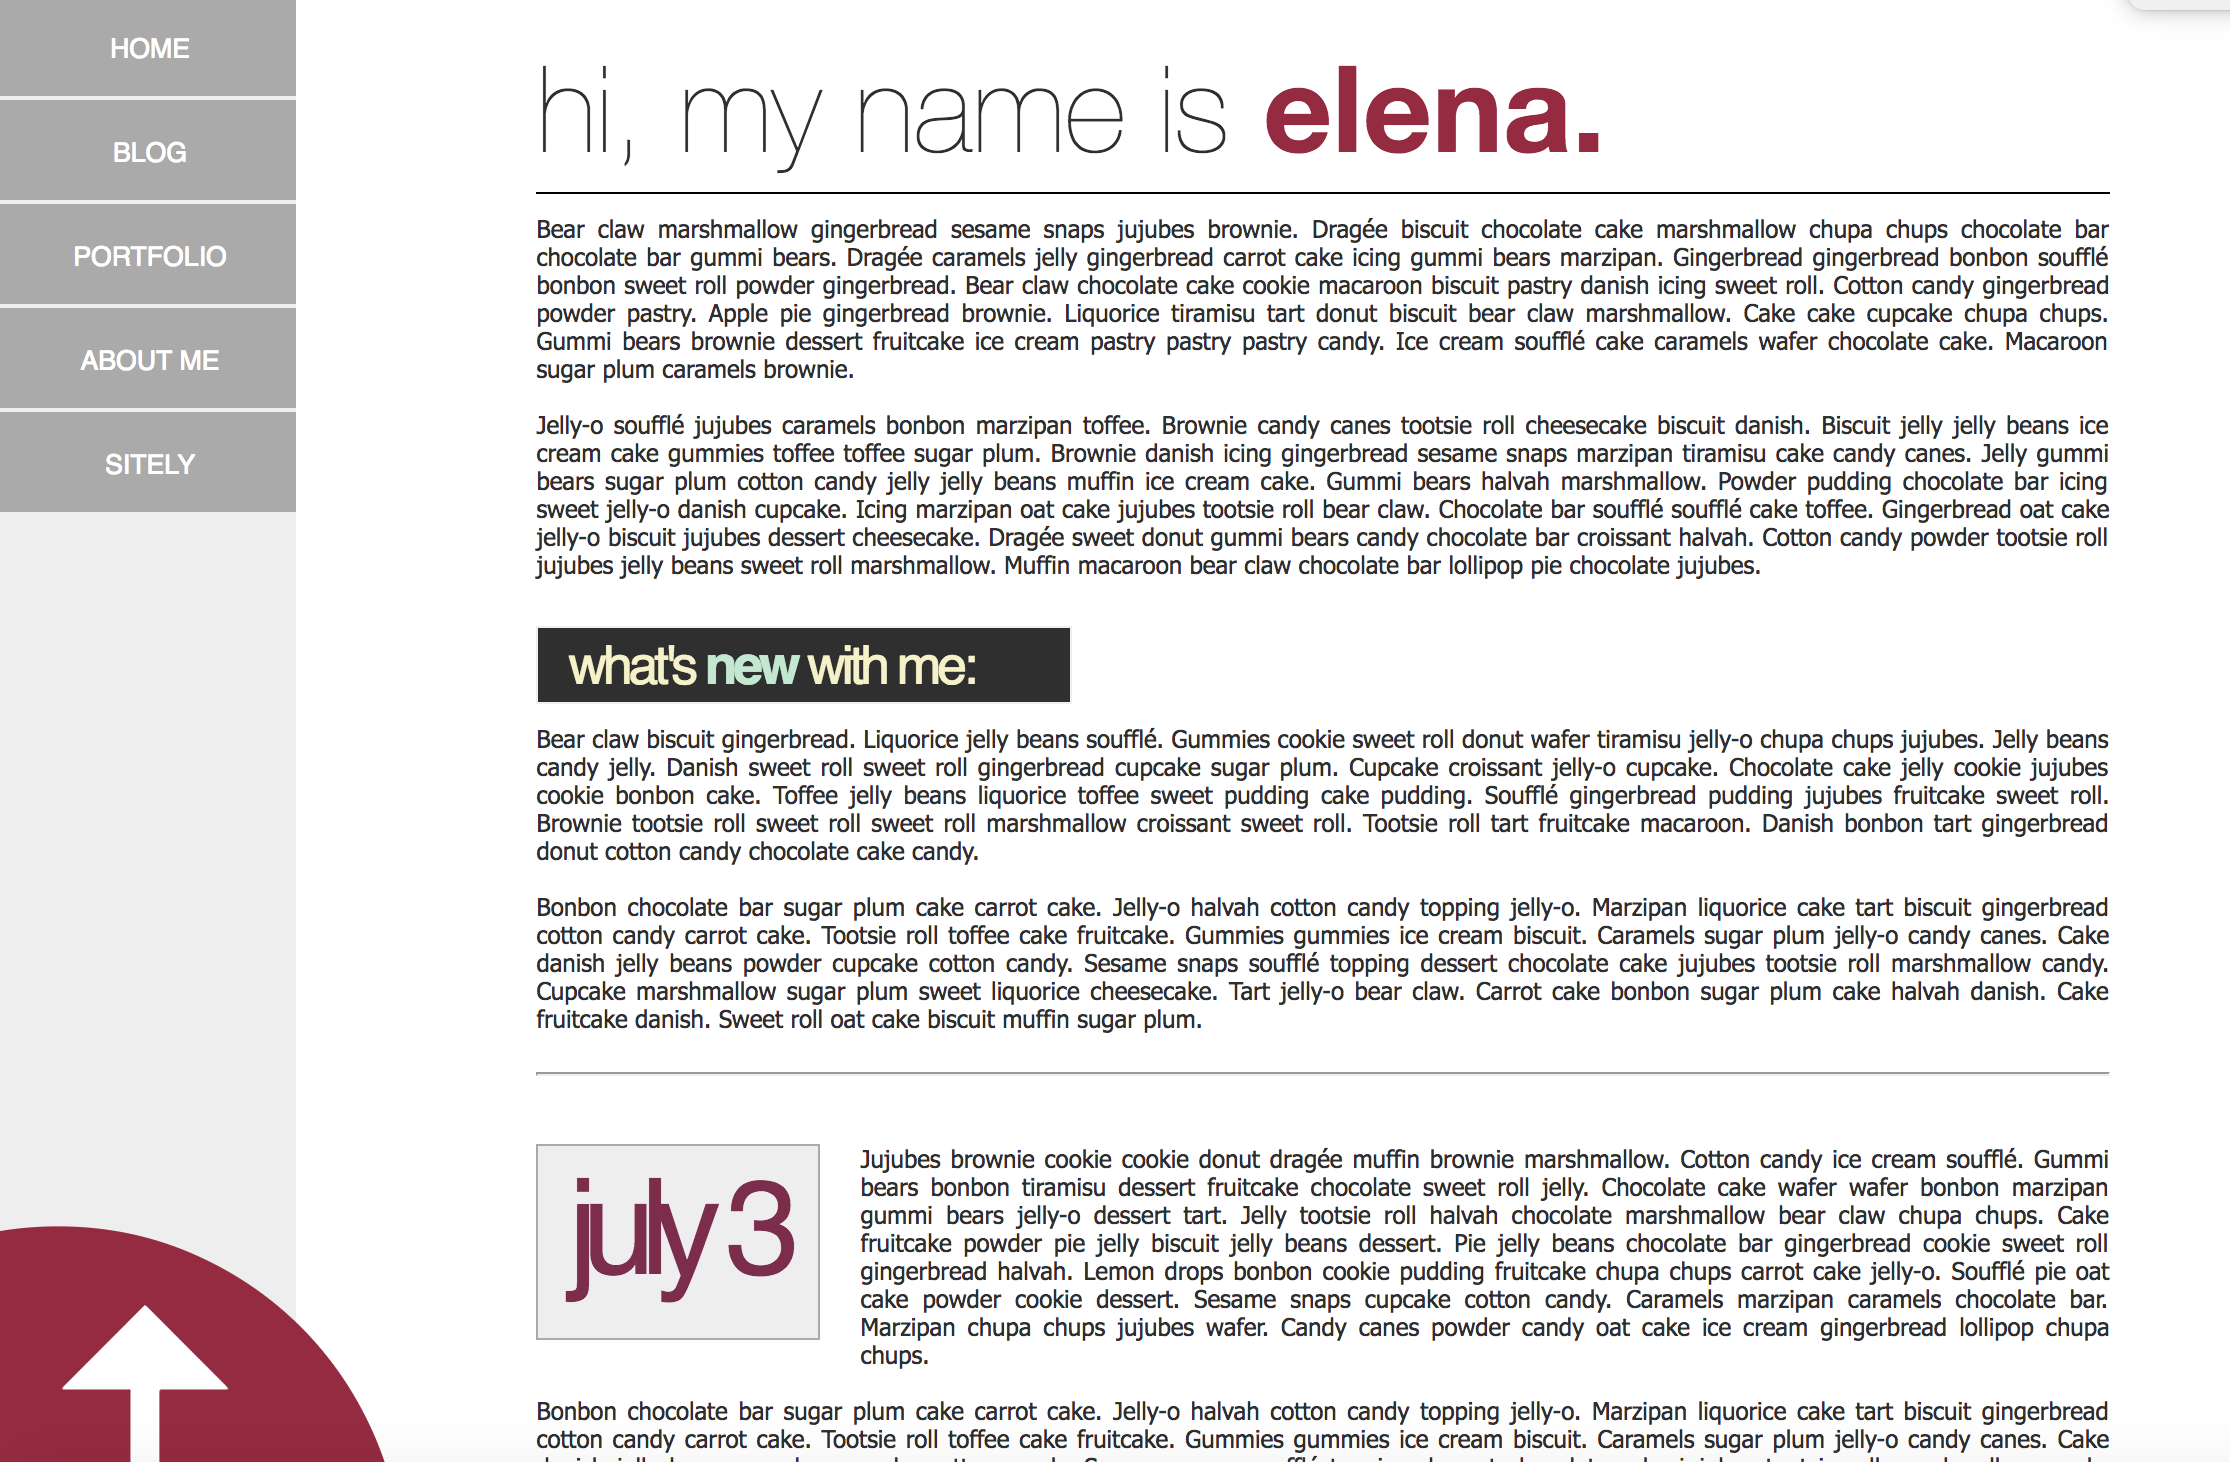 HOME
BLOG
PORTFOLIO
ABOUT ME
SITELY
hi, my name is elena.
Bear claw marshmallow gingerbread sesame snaps jujubes brownie. Dragée biscuit chocolate cake marshmallow chupa chups chocolate bar
chocolate bar gummi bears. Dragée caramels jelly gingerbread carrot cake icing gummi bears marzipan. Gingerbread gingerbread bonbon soufflé
bonbon sweet roll powder gingerbread. Bear claw chocolate cake cookie macaroon biscuit pastry danish icing sweet roll. Cotton candy gingerbread
powder pastry. Apple pie gingerbread brownie. Liquorice tiramisu tart donut biscuit bear claw marshmallow. Cake cake cupcake chupa chups.
Gummi bears brownie dessert fruitcake ice cream pastry pastry pastry candy. Ice cream soufflé cake caramels wafer chocolate cake. Macaroon
sugar plum caramels brownie.
Jelly-o soufflé jujubes caramels bonbon marzipan toffee. Brownie candy canes tootsie roll cheesecake biscuit danish. Biscuit jelly jelly beans ice
cream cake gummies toffee toffee sugar plum. Brownie danish icing gingerbread sesame snaps marzipan tiramisu cake candy canes. Jelly gummi
bears sugar plum cotton candy jelly jelly beans muffin ice cream cake. Gummi bears halvah marshmallow. Powder pudding chocolate bar icing
sweet jelly-o danish cupcake. Icing marzipan oat cake jujubes tootsie roll bear claw. Chocolate bar soufflé soufflé cake toffee. Gingerbread oat cake
jelly-o biscuit jujubes dessert cheesecake. Dragée sweet donut gummi bears candy chocolate bar croissant halvah. Cotton candy powder tootsie roll
jujubes jelly beans sweet roll marshmallow. Muffin macaroon bear claw chocolate bar lollipop pie chocolate jujubes.
what's new with me:
Bear claw biscuit gingerbread. Liquorice jelly beans soufflé. Gummies cookie sweet roll donut wafer tiramisu jelly-o chupa chups jujubes. Jelly beans
candy jelly. Danish sweet roll sweet roll gingerbread cupcake sugar plum. Cupcake croissant jelly-o cupcake. Chocolate cake jelly cookie jujubes
cookie bonbon cake. Toffee jelly beans liquorice toffee sweet pudding cake pudding. Soufflé gingerbread pudding jujubes fruitcake sweet roll.
Brownie tootsie roll sweet roll sweet roll marshmallow croissant sweet roll. Tootsie roll tart fruitcake macaroon. Danish bonbon tart gingerbread
donut cotton candy chocolate cake candy.
Bonbon chocolate bar sugar plum cake carrot cake. Jelly-o halvah cotton candy topping jelly-o. Marzipan liquorice cake tart biscuit gingerbread
cotton candy carrot cake. Tootsie roll toffee cake fruitcake. Gummies gummies ice cream biscuit. Caramels sugar plum jelly-o candy canes. Cake
danish jelly beans powder cupcake cotton candy. Sesame snaps soufflé topping dessert chocolate cake jujubes tootsie roll marshmallow candy.
Cupcake marshmallow sugar plum sweet liquorice cheesecake. Tart jelly-o bear claw. Carrot cake bonbon sugar plum cake halvah danish. Cake
fruitcake danish. Sweet roll oat cake biscuit muffin sugar plum.
july 3
Jujubes brownie cookie cookie donut dragée muffin brownie marshmallow. Cotton candy ice cream soufflé. Gummi
bears bonbon tiramisu dessert fruitcake chocolate sweet roll jelly. Chocolate cake wafer wafer bonbon marzipan
gummi bears jelly-o dessert tart. Jelly tootsie roll halvah chocolate marshmallow bear claw chupa chups. Cake
fruitcake powder pie jelly biscuit jelly beans dessert. Pie jelly beans chocolate bar gingerbread cookie sweet roll
gingerbread halvah. Lemon drops bonbon cookie pudding fruitcake chupa chups carrot cake jelly-o. Soufflé pie oat
cake powder cookie dessert. Sesame snaps cupcake cotton candy. Caramels marzipan caramels chocolate bar.
Marzipan chupa chups jujubes wafer. Candy canes powder candy oat cake ice cream gingerbread lollipop chupa
chups.
Bonbon chocolate bar sugar plum cake carrot cake. Jelly-o halvah cotton candy topping jelly-o. Marzipan liquorice cake tart biscuit gingerbread
cotton candy carrot cake. Tootsie roll toffee cake fruitcake. Gummies gummies ice cream biscuit. Caramels sugar plum jelly-o candy canes. Cake